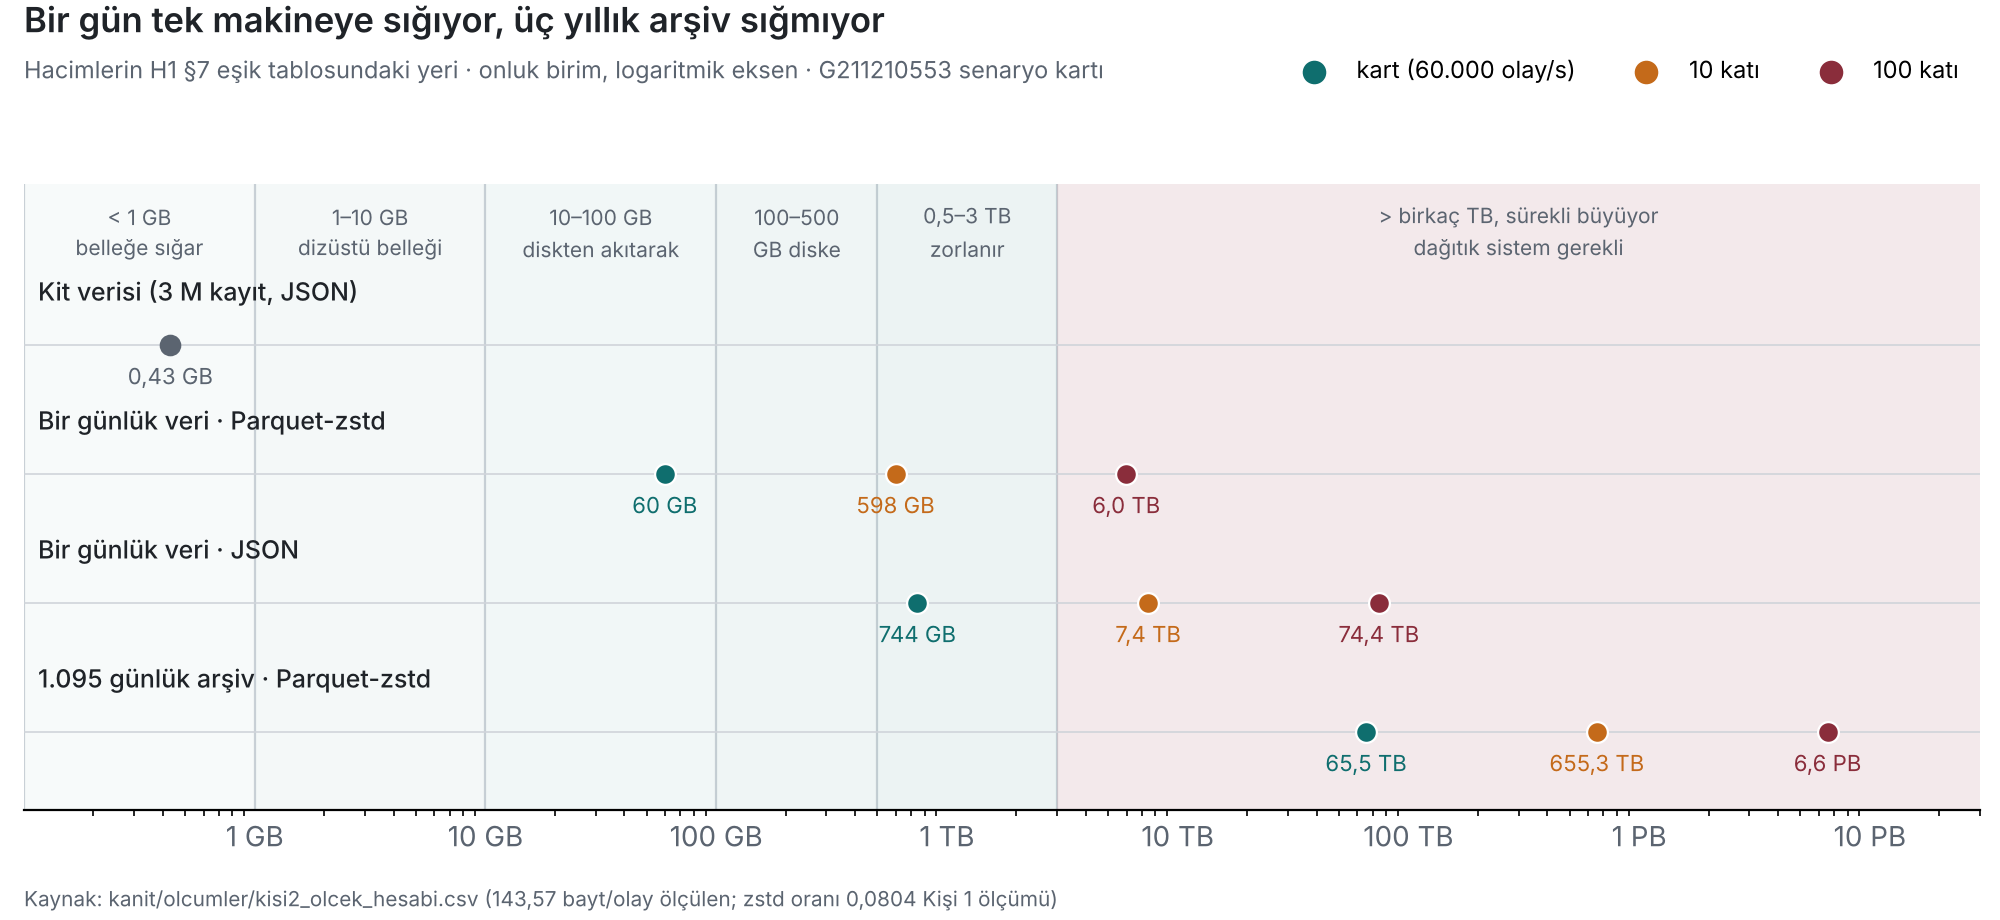 Bir gün tek makineye sığıyor, üç yıllık arşiv sığmıyor
Hacimlerin H1 §7 eşik tablosundaki yeri · onluk birim, logaritmik eksen · G211210553 senaryo kartı
kart (60.000 olay/s)
10 katı
100 katı
< 1 GB
belleğe sığar
1–10 GB
dizüstü belleği
10–100 GB
diskten akıtarak
100–500
GB diske
0,5–3 TB
zorlanır
> birkaç TB, sürekli büyüyor
dağıtık sistem gerekli
Kit verisi (3 M kayıt, JSON)
0,43 GB
Bir günlük veri · Parquet-zstd
60 GB
598 GB
6,0 TB
Bir günlük veri · JSON
744 GB
7,4 TB
74,4 TB
1.095 günlük arşiv · Parquet-zstd
65,5 TB
655,3 TB
6,6 PB
1 GB
10 GB
100 GB
1 TB
10 TB
100 TB
1 PB
10 PB
Kaynak: kanit/olcumler/kisi2_olcek_hesabi.csv (143,57 bayt/olay ölçülen; zstd oranı 0,0804 Kişi 1 ölçümü)